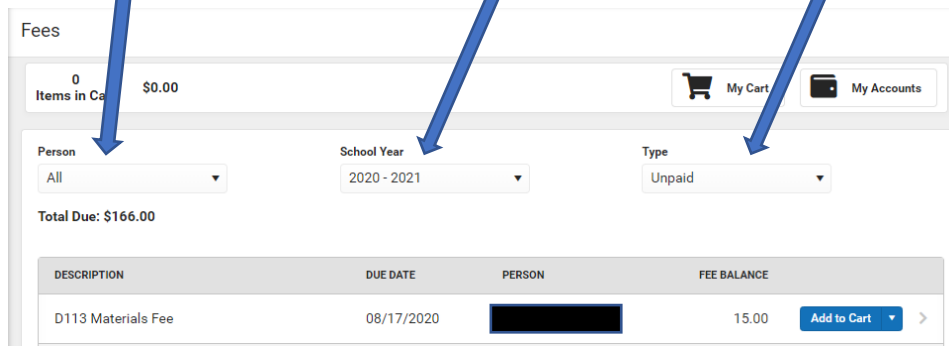 Fees
0
Items in Ca
$0.00
My Cart
My Accounts
Person
School Year
Type
All
2020 - 2021
Unpaid
Total Due: $166.00
DESCRIPTION DUE DATE PERSON FEE BALANCE
D113 Materials Fee 08/17/2020 15.00 Add to Cart